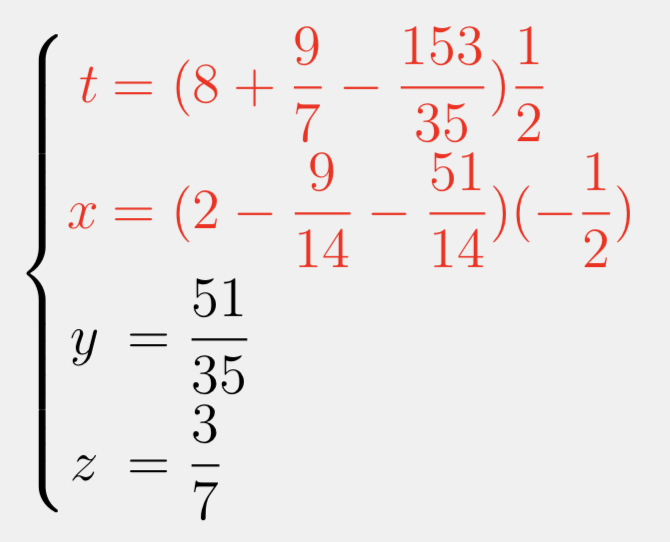 t = (8 + 9/7 − 153/35) 1/2
x = (2 − 9/14 − 51/14)(−1/2)
y = 51/35
z = 3/7